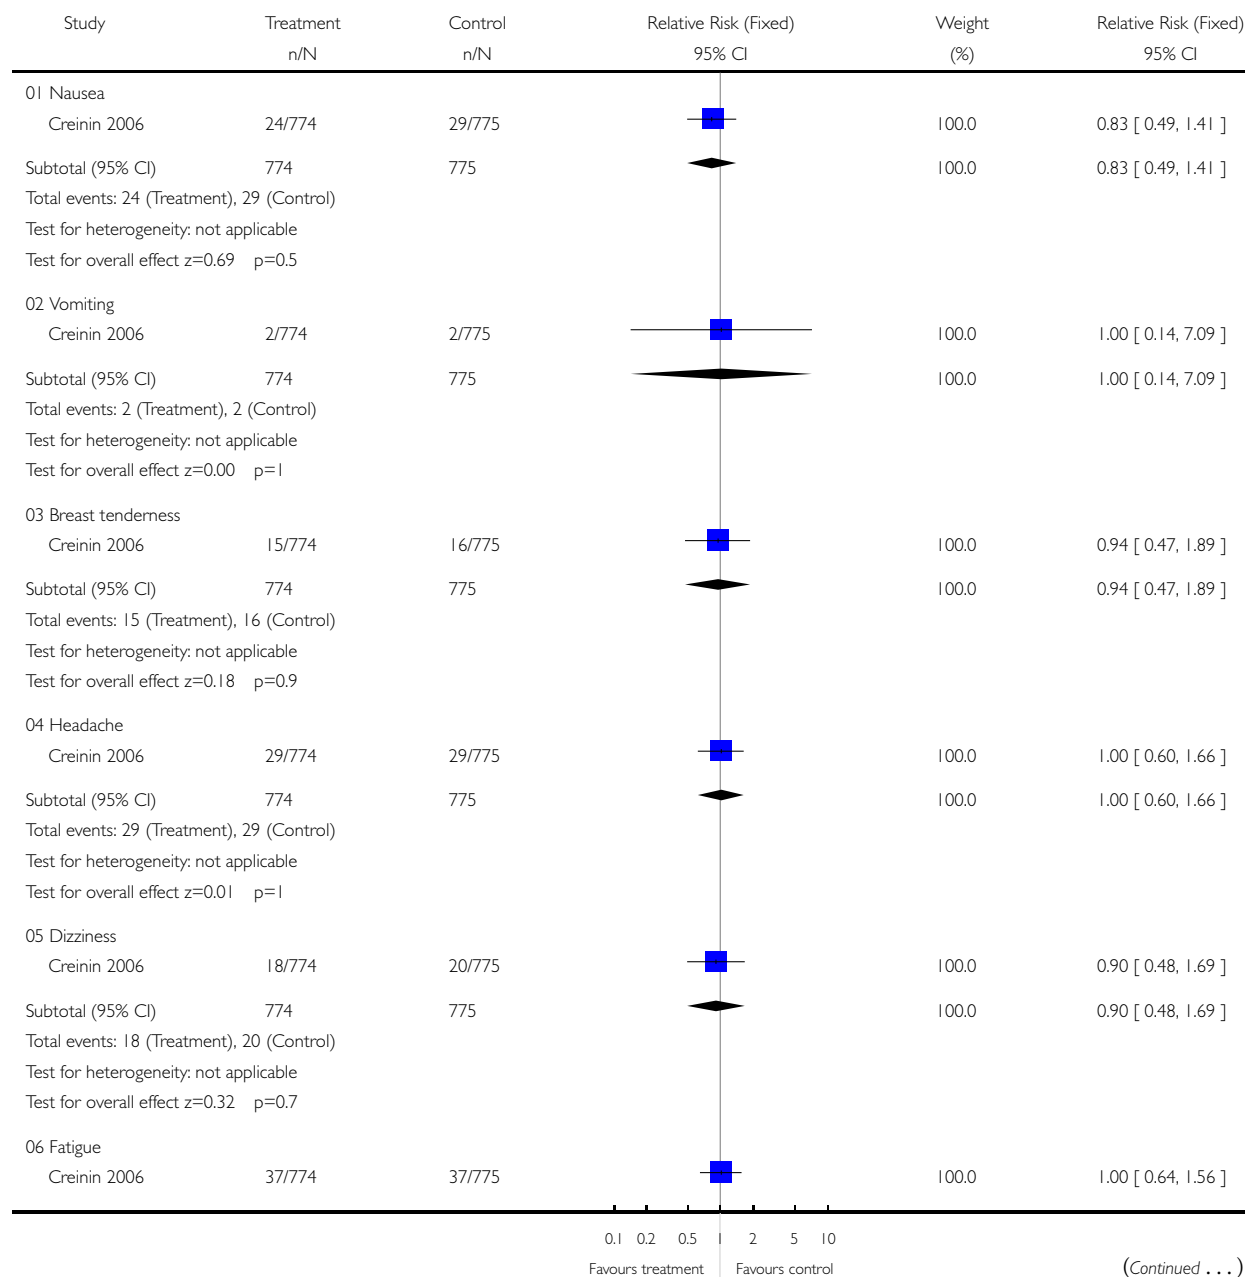 Study Treatment Control Relative Risk (Fixed) Weight Relative Risk (Fixed)
n/N n/N 95% CI (%) 95% CI
01 Nausea
Creinin 2006 24/774 29/775 100.0 0.83 [ 0.49, 1.41 ]
Subtotal (95% CI) 774 775 100.0 0.83 [ 0.49, 1.41 ]
Total events: 24 (Treatment), 29 (Control)
Test for heterogeneity: not applicable
Test for overall effect z=0.69 p=0.5
02 Vomiting
Creinin 2006 2/774 2/775 100.0 1.00 [ 0.14, 7.09 ]
Subtotal (95% CI) 774 775 100.0 1.00 [ 0.14, 7.09 ]
Total events: 2 (Treatment), 2 (Control)
Test for heterogeneity: not applicable
Test for overall effect z=0.00 p=1
03 Breast tenderness
Creinin 2006 15/774 16/775 100.0 0.94 [ 0.47, 1.89 ]
Subtotal (95% CI) 774 775 100.0 0.94 [ 0.47, 1.89 ]
Total events: 15 (Treatment), 16 (Control)
Test for heterogeneity: not applicable
Test for overall effect z=0.18 p=0.9
04 Headache
Creinin 2006 29/774 29/775 100.0 1.00 [ 0.60, 1.66 ]
Subtotal (95% CI) 774 775 100.0 1.00 [ 0.60, 1.66 ]
Total events: 29 (Treatment), 29 (Control)
Test for heterogeneity: not applicable
Test for overall effect z=0.01 p=1
05 Dizziness
Creinin 2006 18/774 20/775 100.0 0.90 [ 0.48, 1.69 ]
Subtotal (95% CI) 774 775 100.0 0.90 [ 0.48, 1.69 ]
Total events: 18 (Treatment), 20 (Control)
Test for heterogeneity: not applicable
Test for overall effect z=0.32 p=0.7
06 Fatigue
Creinin 2006 37/774 37/775 100.0 1.00 [ 0.64, 1.56 ]
0.1 0.2 0.5 1 2 5 10
Favours treatment Favours control (Continued . . . )